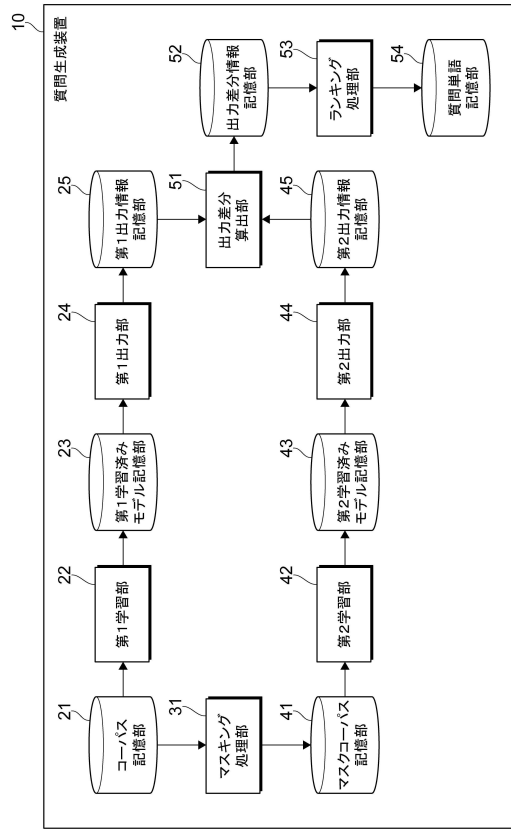 10
質問生成装置
21
コーパス
記憶部
22
第1学習部
23
第1学習済み
モデル記憶部
24
第1出力部
25
第1出力情報
記憶部
31
マスキング
処理部
51
出力差分
算出部
52
出力差分情報
記憶部
53
ランキング
処理部
54
質問単語
記憶部
41
マスクコーパス
記憶部
42
第2学習部
43
第2学習済み
モデル記憶部
44
第2出力部
45
第2出力情報
記憶部